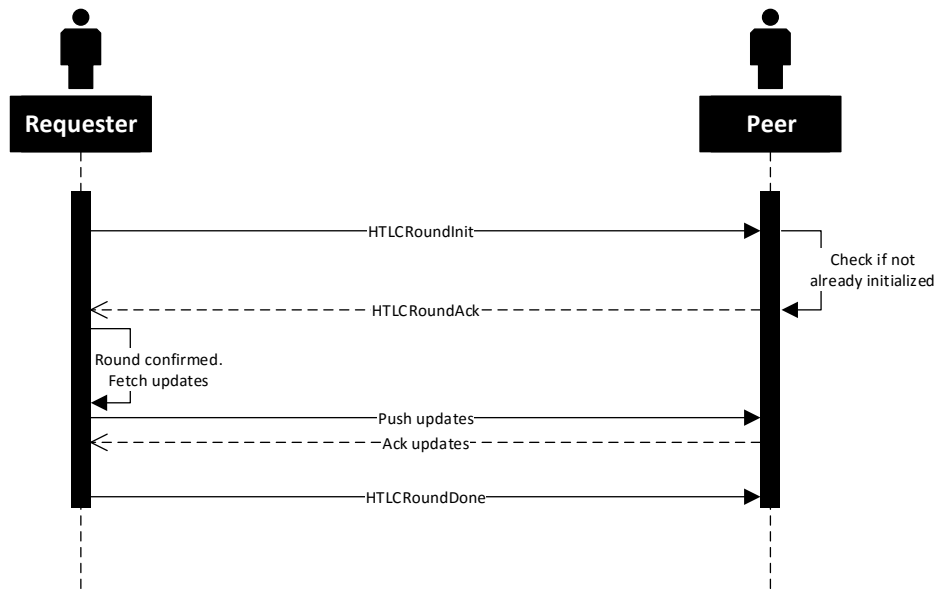 Requester
Peer
HTLCRoundInit
Check if not
already initialized
HTLCRoundAck
Round confirmed.
Fetch updates
Push updates
Ack updates
HTLCRoundDone